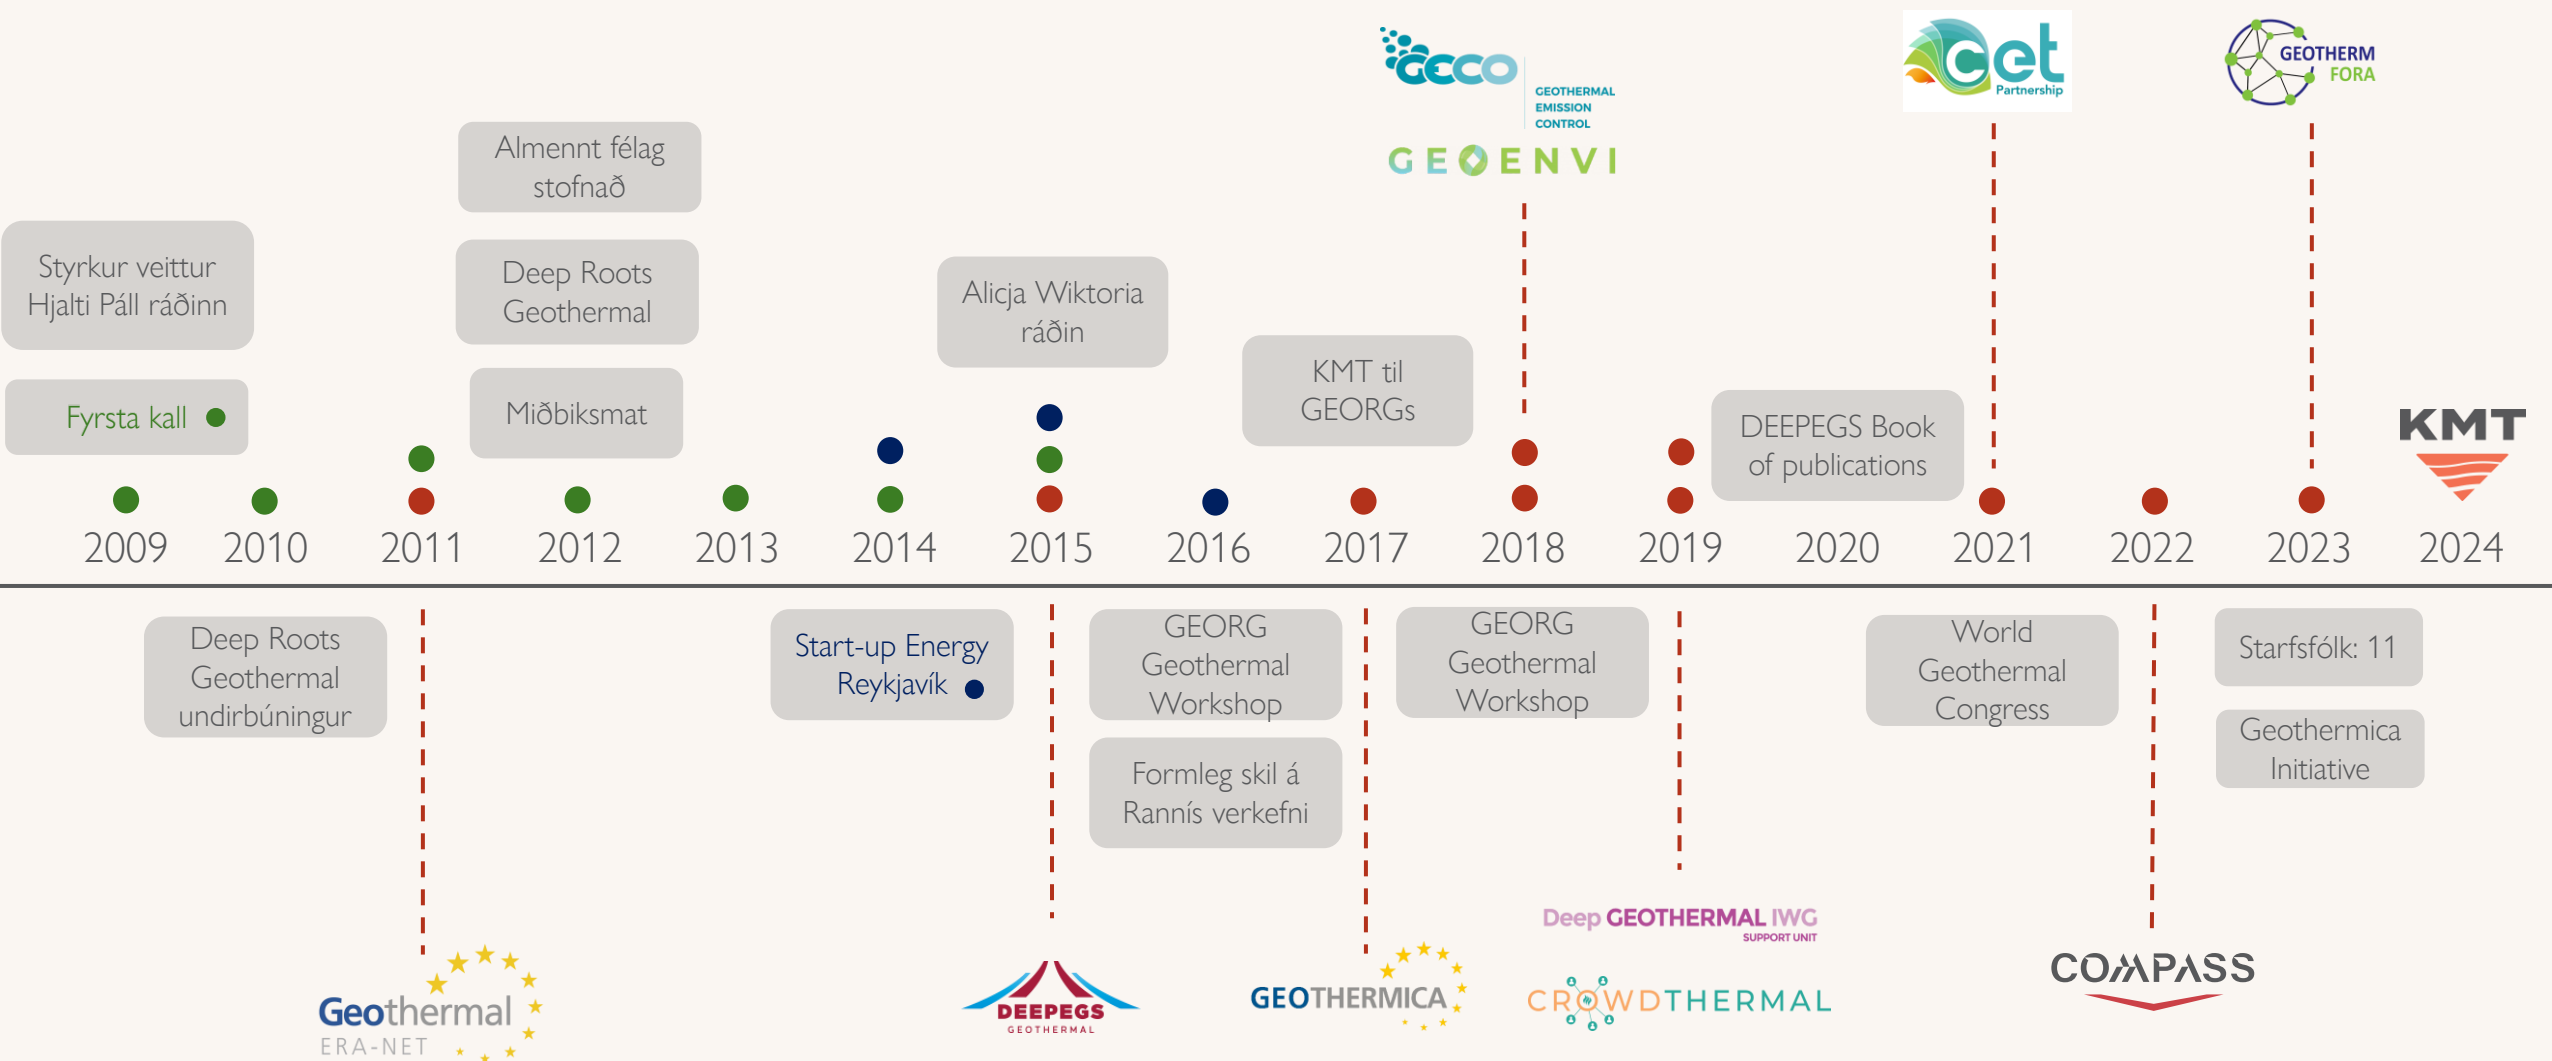 GECO
GEOTHERMAL
EMISSION
CONTROL
GEOENVI
cet
Partnership
GEOTHERM
FORA
Almennt félag
stofnað
Styrkur veittur
Hjalti Páll ráðinn
Deep Roots
Geothermal
Alicja Wiktoria
ráðin
KMT til
GEORGs
Fyrsta kall
Miðbiksmat
DEEPEGS Book
of publications
KMT
2009 2010 2011 2012 2013 2014 2015 2016 2017 2018 2019 2020 2021 2022 2023 2024
Deep Roots
Geothermal
undirbúningur
Start-up Energy
Reykjavík
GEORG
Geothermal
Workshop
Formleg skil á
Rannís verkefni
GEORG
Geothermal
Workshop
World
Geothermal
Congress
Starfsfólk: 11
Geothermica
Initiative
Geothermal
ERA-NET
DEEPEGS
GEOTHERMAL
GEOTHERMICA
Deep GEOTHERMAL IWG
SUPPORT UNIT
CROWDTHERMAL
COMPASS